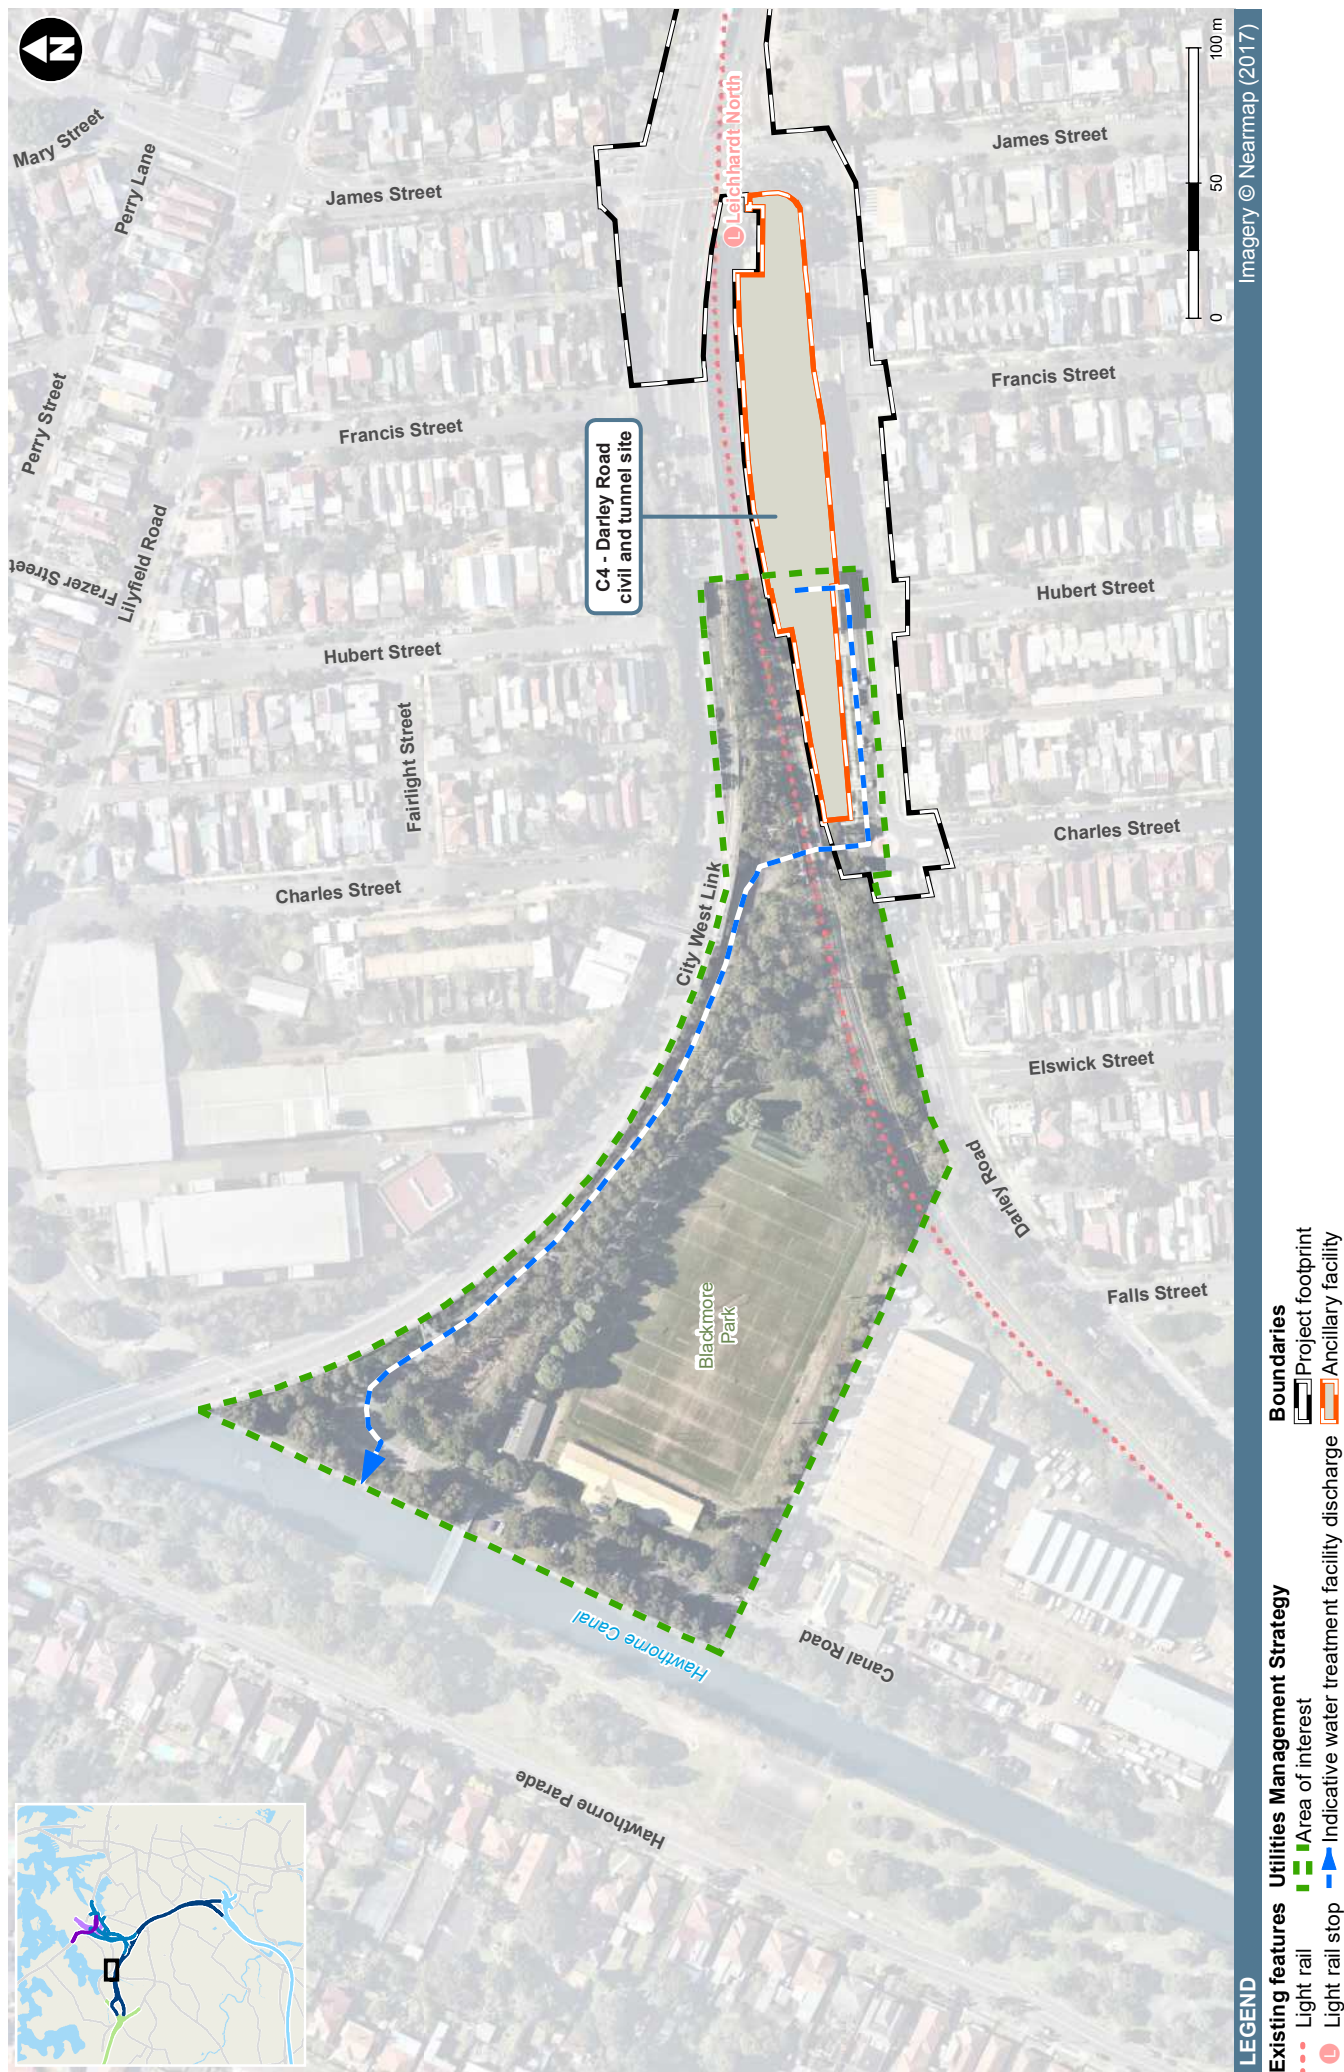 N
Mary Street
Perry Lane
James Street
Leichhardt North
L
James Street
Perry Street
Francis Street
Francis Street
Frazer Street
Lilyfield Road
C4 - Darley Road
civil and tunnel site
Hubert Street
Hubert Street
Fairlight Street
Charles Street
Charles Street
City West Link
Elswick Street
Darley Road
Falls Street
Blackmore
Park
Hawthorne Canal
Canal Road
Hawthorne Parade
0
50
100 m
Imagery © Nearmap (2017)
LEGEND
Existing features
Light rail
L
Light rail stop
Utilities Management Strategy
Area of interest
Indicative water treatment facility discharge
Boundaries
Project footprint
Ancillary facility